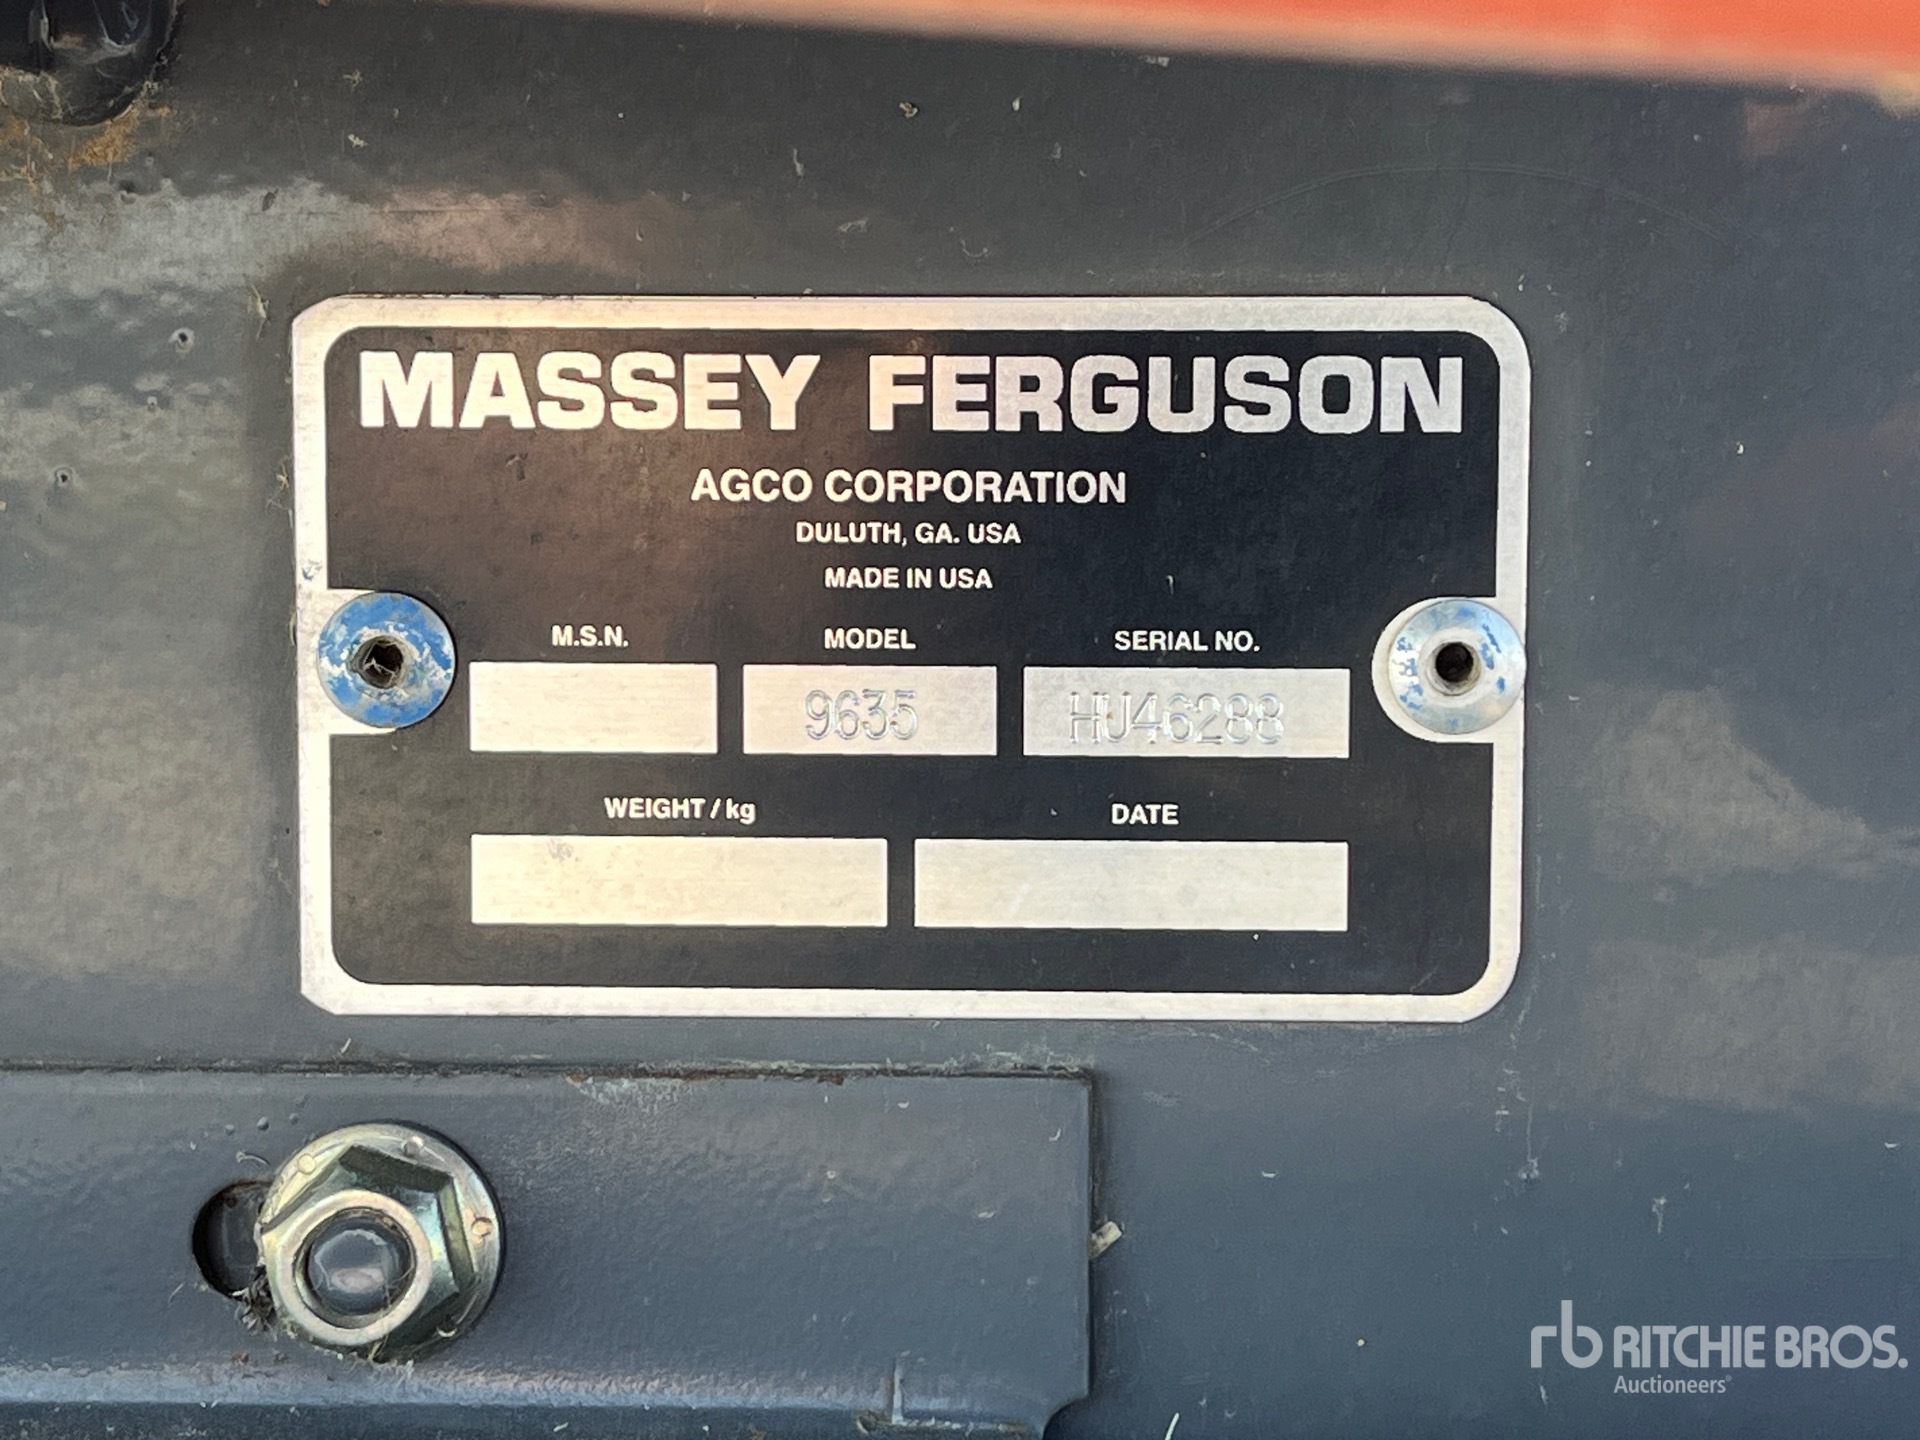 MASSEY FERGUSON
AGCO CORPORATION
DULUTH, GA. USA
MADE IN USA
M.S.N. MODEL SERIAL NO.
9635 HU46288
WEIGHT / kg DATE
rb RITCHIE BROS.
Auctioneers®